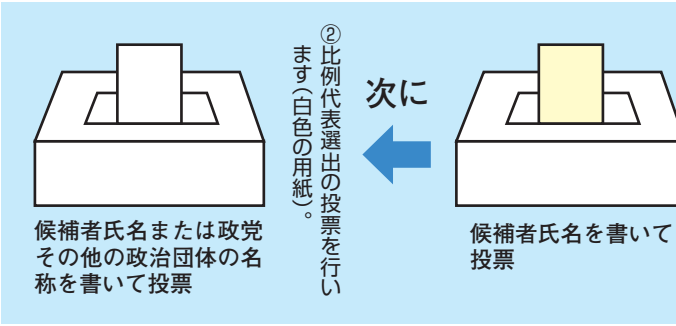 候補者氏名を書いて
投票
次に
②比例代表選出の投票を行い
ます（白色の用紙）。
候補者氏名または政党
その他の政治団体の名
称を書いて投票